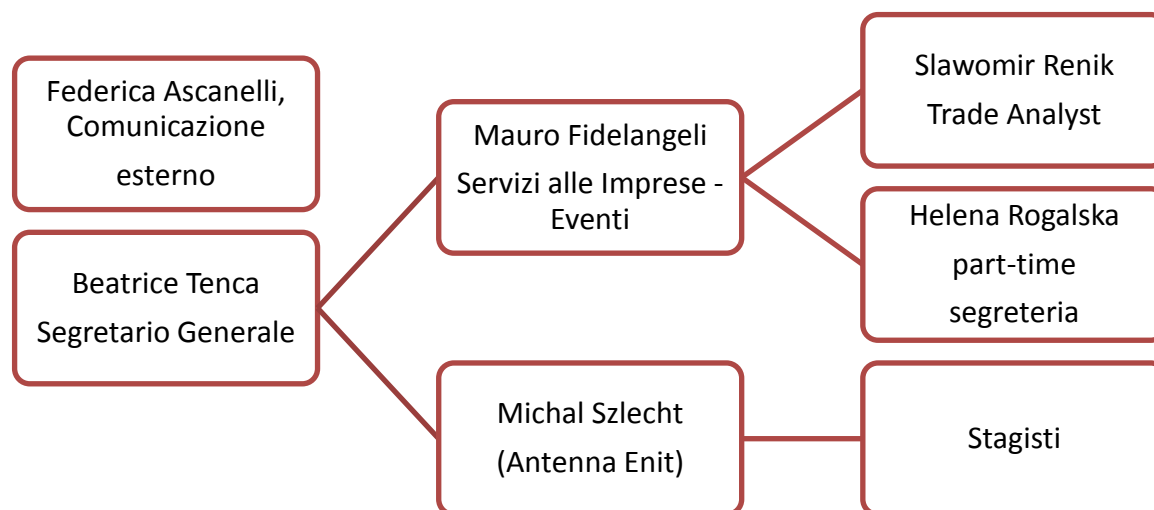 Federica Ascanelli,
Comunicazione
esterno
Beatrice Tenca
Segretario Generale
Mauro Fidelangeli
Servizi alle Imprese -
Eventi
Michal Szlecht
(Antenna Enit)
Slawomir Renik
Trade Analyst
Helena Rogalska
part-time
segreteria
Stagisti